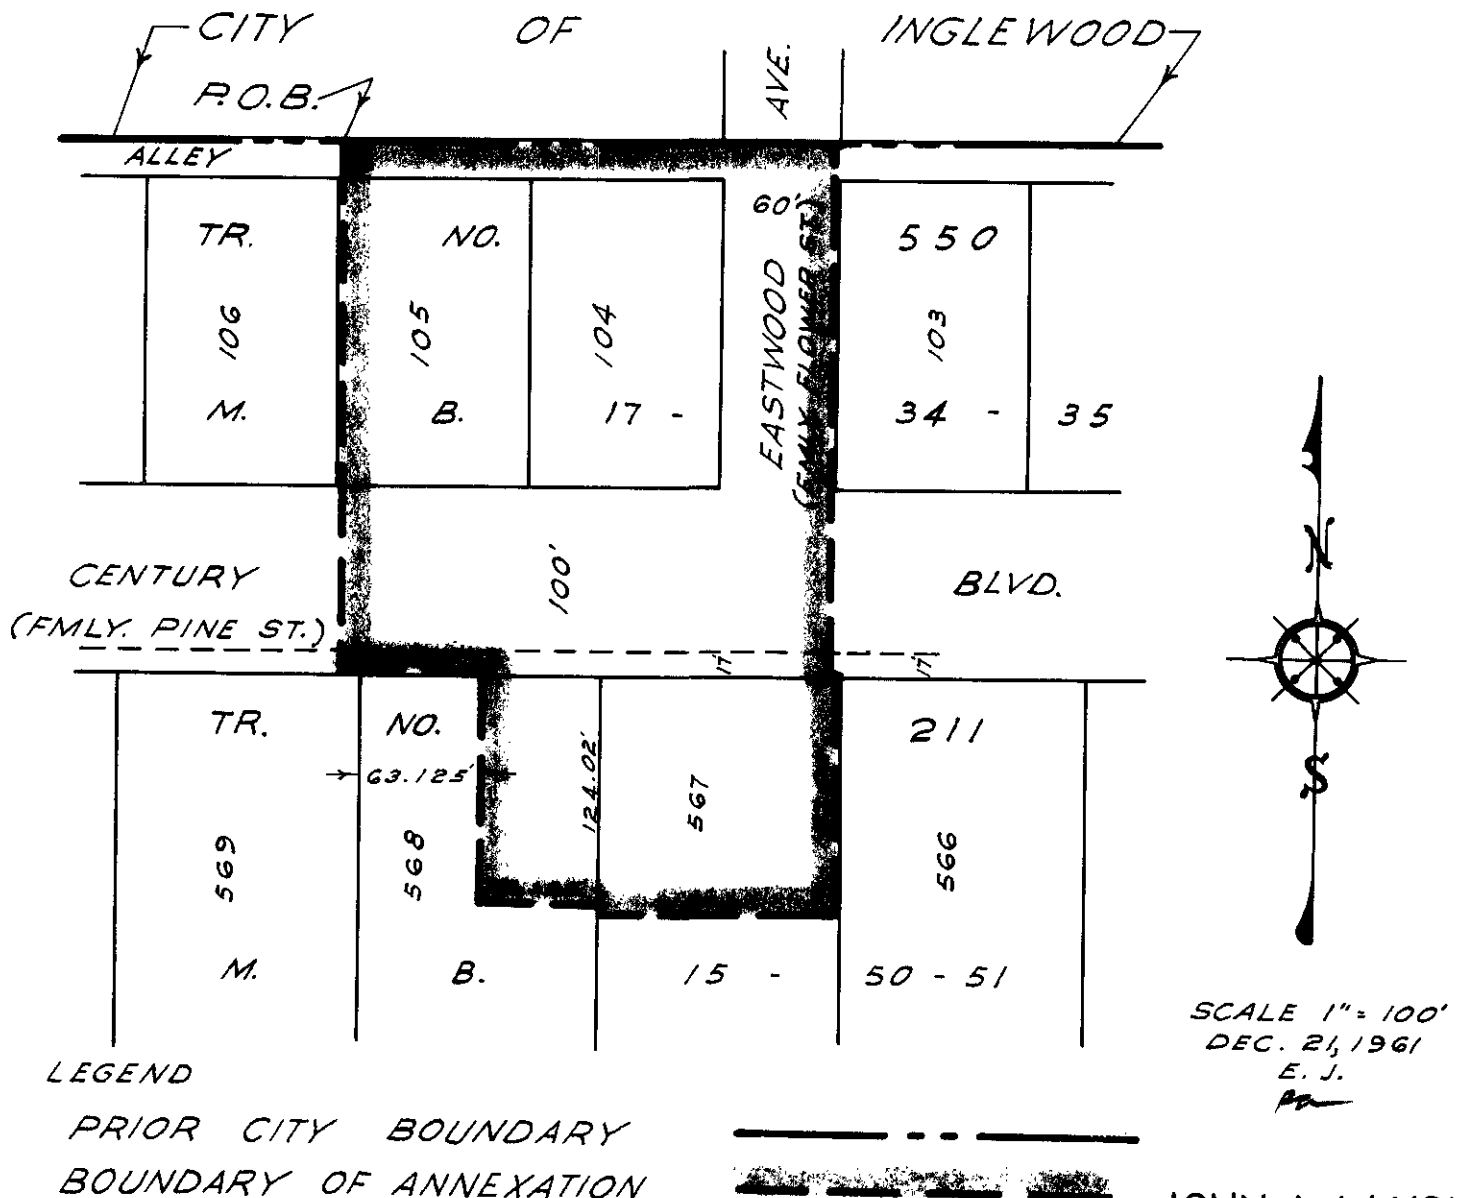 CITY OF INGLEWOOD
P.O.B.
AVE.
ALLEY
60'
TR. NO. 550
EASTWOOD
(FMLY. FLOWER ST.)
106 105 104 103
M. B. 17 - 34 - 35
100'
N
CENTURY BLVD.
(FMLY. PINE ST.)
17' 17'
TR. NO. 211
63.125'
124.02'
S
569 568 567 566
M. B. 15 - 50 - 51
SCALE 1" = 100'
DEC. 21, 1961
E. J.
LEGEND
PRIOR CITY BOUNDARY
BOUNDARY OF ANNEXATION